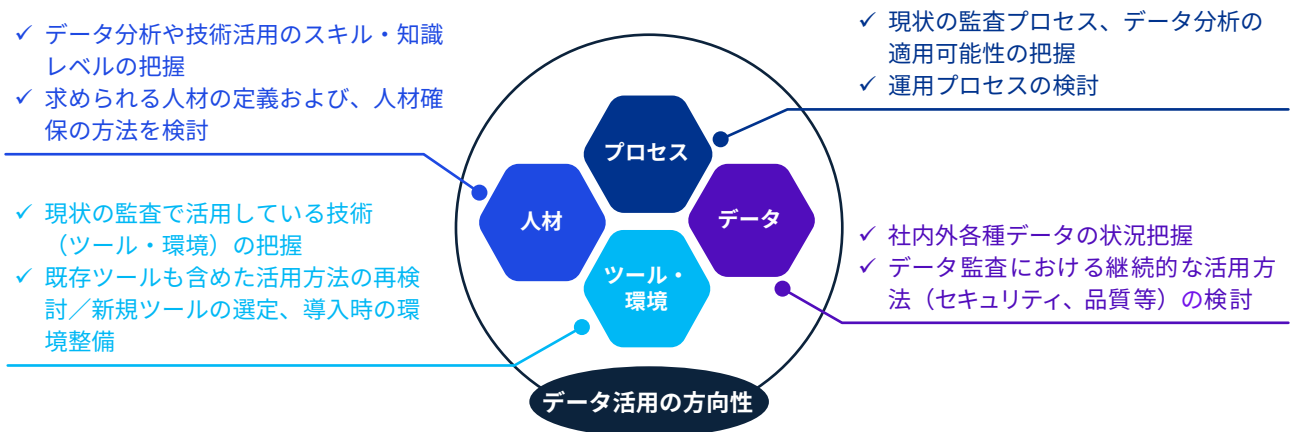 ✓ データ分析や技術活用のスキル・知識
レベルの把握
✓ 求められる人材の定義および、人材確
保の方法を検討
✓ 現状の監査プロセス、データ分析の
適用可能性の把握
✓ 運用プロセスの検討
プロセス
人材
データ
ツール・
環境
✓ 現状の監査で活用している技術
（ツール・環境）の把握
✓ 既存ツールも含めた活用方法の再検
討／新規ツールの選定、導入時の環
境整備
✓ 社内外各種データの状況把握
✓ データ監査における継続的な活用方
法（セキュリティ、品質等）の検討
データ活用の方向性